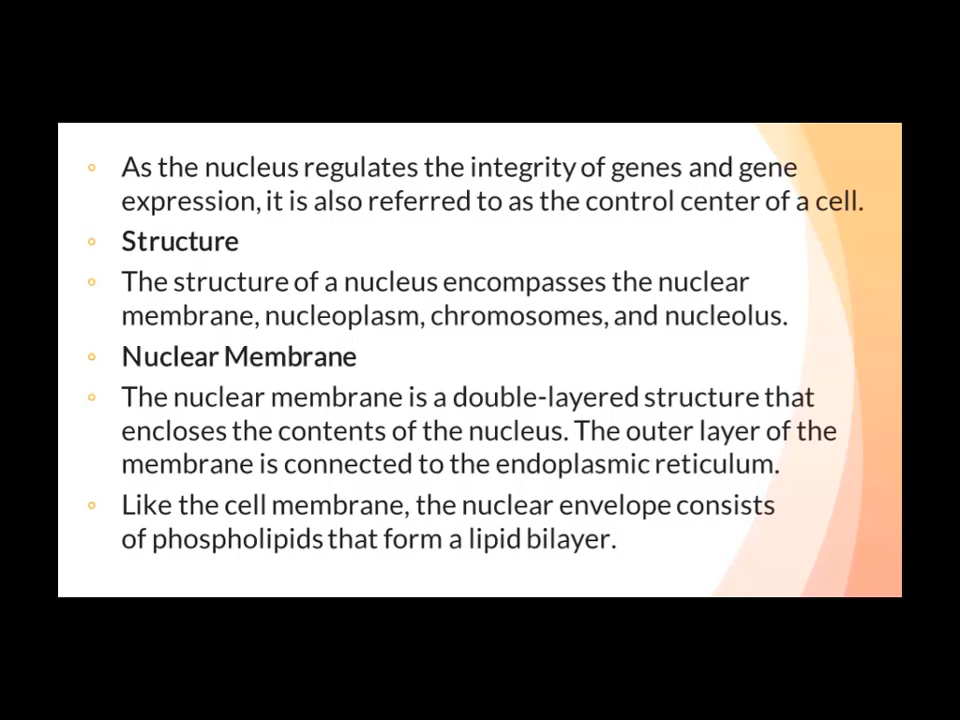 As the nucleus regulates the integrity of genes and gene
expression, it is also referred to as the control center of a cell.
Structure
The structure of a nucleus encompasses the nuclear
membrane, nucleoplasm, chromosomes, and nucleolus.
Nuclear Membrane
The nuclear membrane is a double-layered structure that
encloses the contents of the nucleus. The outer layer of the
membrane is connected to the endoplasmic reticulum.
Like the cell membrane, the nuclear envelope consists
of phospholipids that form a lipid bilayer.